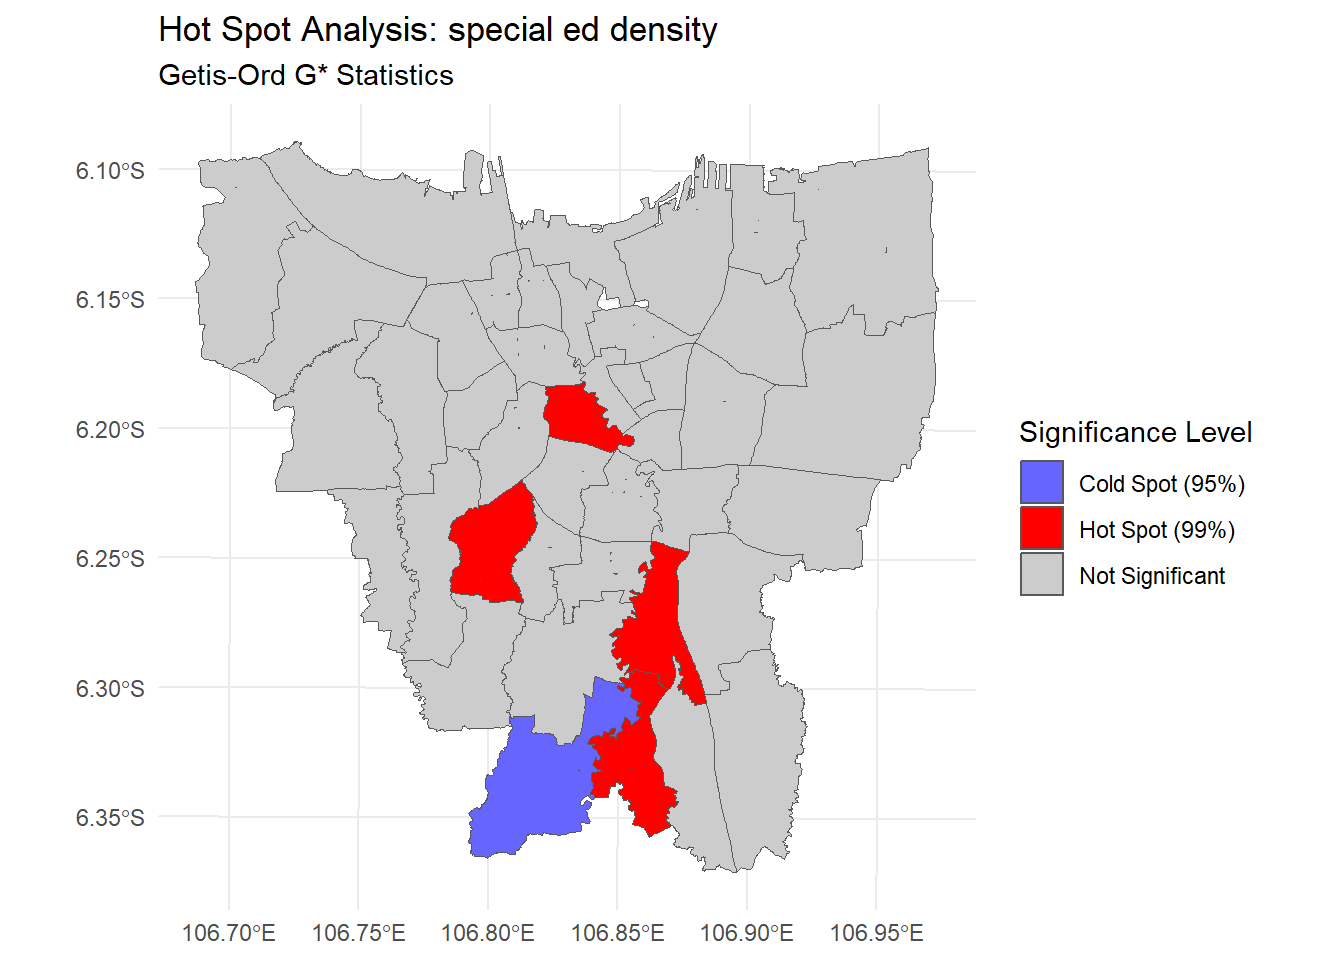 Hot Spot Analysis: special ed density
Getis-Ord G* Statistics
6.10°S
6.15°S
6.20°S
6.25°S
6.30°S
6.35°S
106.70°E
106.75°E
106.80°E
106.85°E
106.90°E
106.95°E
Significance Level
Cold Spot (95%)
Hot Spot (99%)
Not Significant